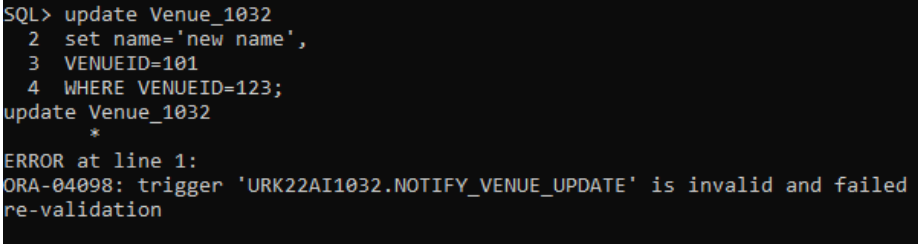 SQL> update Venue_1032
  2  set name='new name',
  3  VENUEID=101
  4  WHERE VENUEID=123;
update Venue_1032
       *
ERROR at line 1:
ORA-04098: trigger 'URK22AI1032.NOTIFY_VENUE_UPDATE' is invalid and failed
re-validation